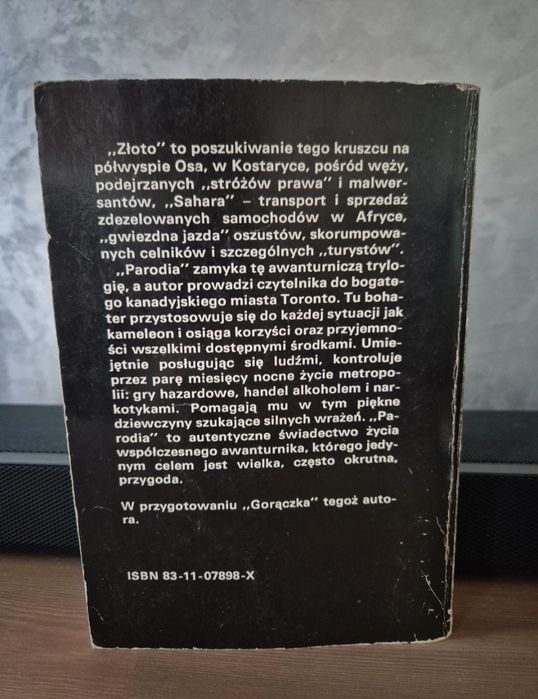 „Złoto" to poszukiwanie tego kruszcu na
półwyspie Osa, w Kostaryce, pośród węży,
podejrzanych „stróżów prawa" i malwer-
santów, „Sahara" – transport i sprzedaż
zdezelowanych samochodów w Afryce,
„gwiezdna jazda" oszustów, skorumpowa-
nych celników i szczególnych „turystów".
„Parodia" zamyka tę awanturniczą trylo-
gię, a autor prowadzi czytelnika do bogate-
go kanadyjskiego miasta Toronto. Tu boha-
ter przystosowuje się do każdej sytuacji jak
kameleon i osiąga korzyści oraz przyjemno-
ści wszelkimi dostępnymi środkami. Umie-
jętnie posługując się ludźmi, kontroluje
przez parę miesięcy nocne życie metropo-
lii: gry hazardowe, handel alkoholem i nar-
kotykami. Pomagają mu w tym piękne
dziewczyny szukające silnych wrażeń. „Pa-
rodia" to autentyczne świadectwo życia
współczesnego awanturnika, którego jedy-
nym celem jest wielka, często okrutna,
przygoda.
W przygotowaniu „Gorączka" tegoż auto-
ra.
ISBN 83-11-07898-X